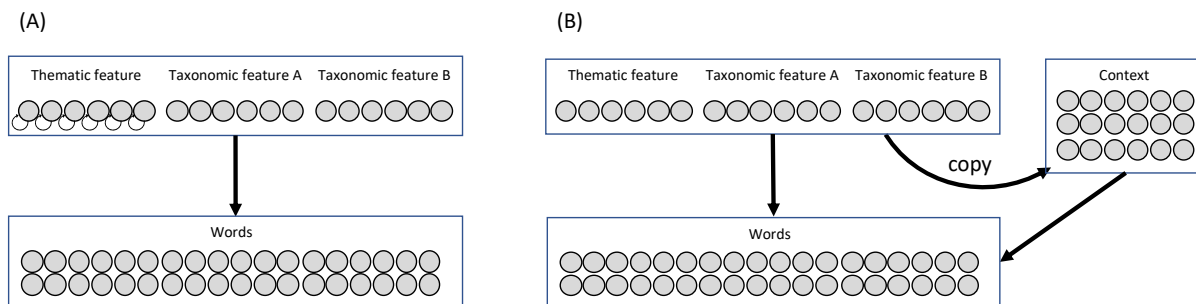 (A)
Thematic feature Taxonomic feature A Taxonomic feature B
Words
(B)
Thematic feature Taxonomic feature A Taxonomic feature B
Context
copy
Words